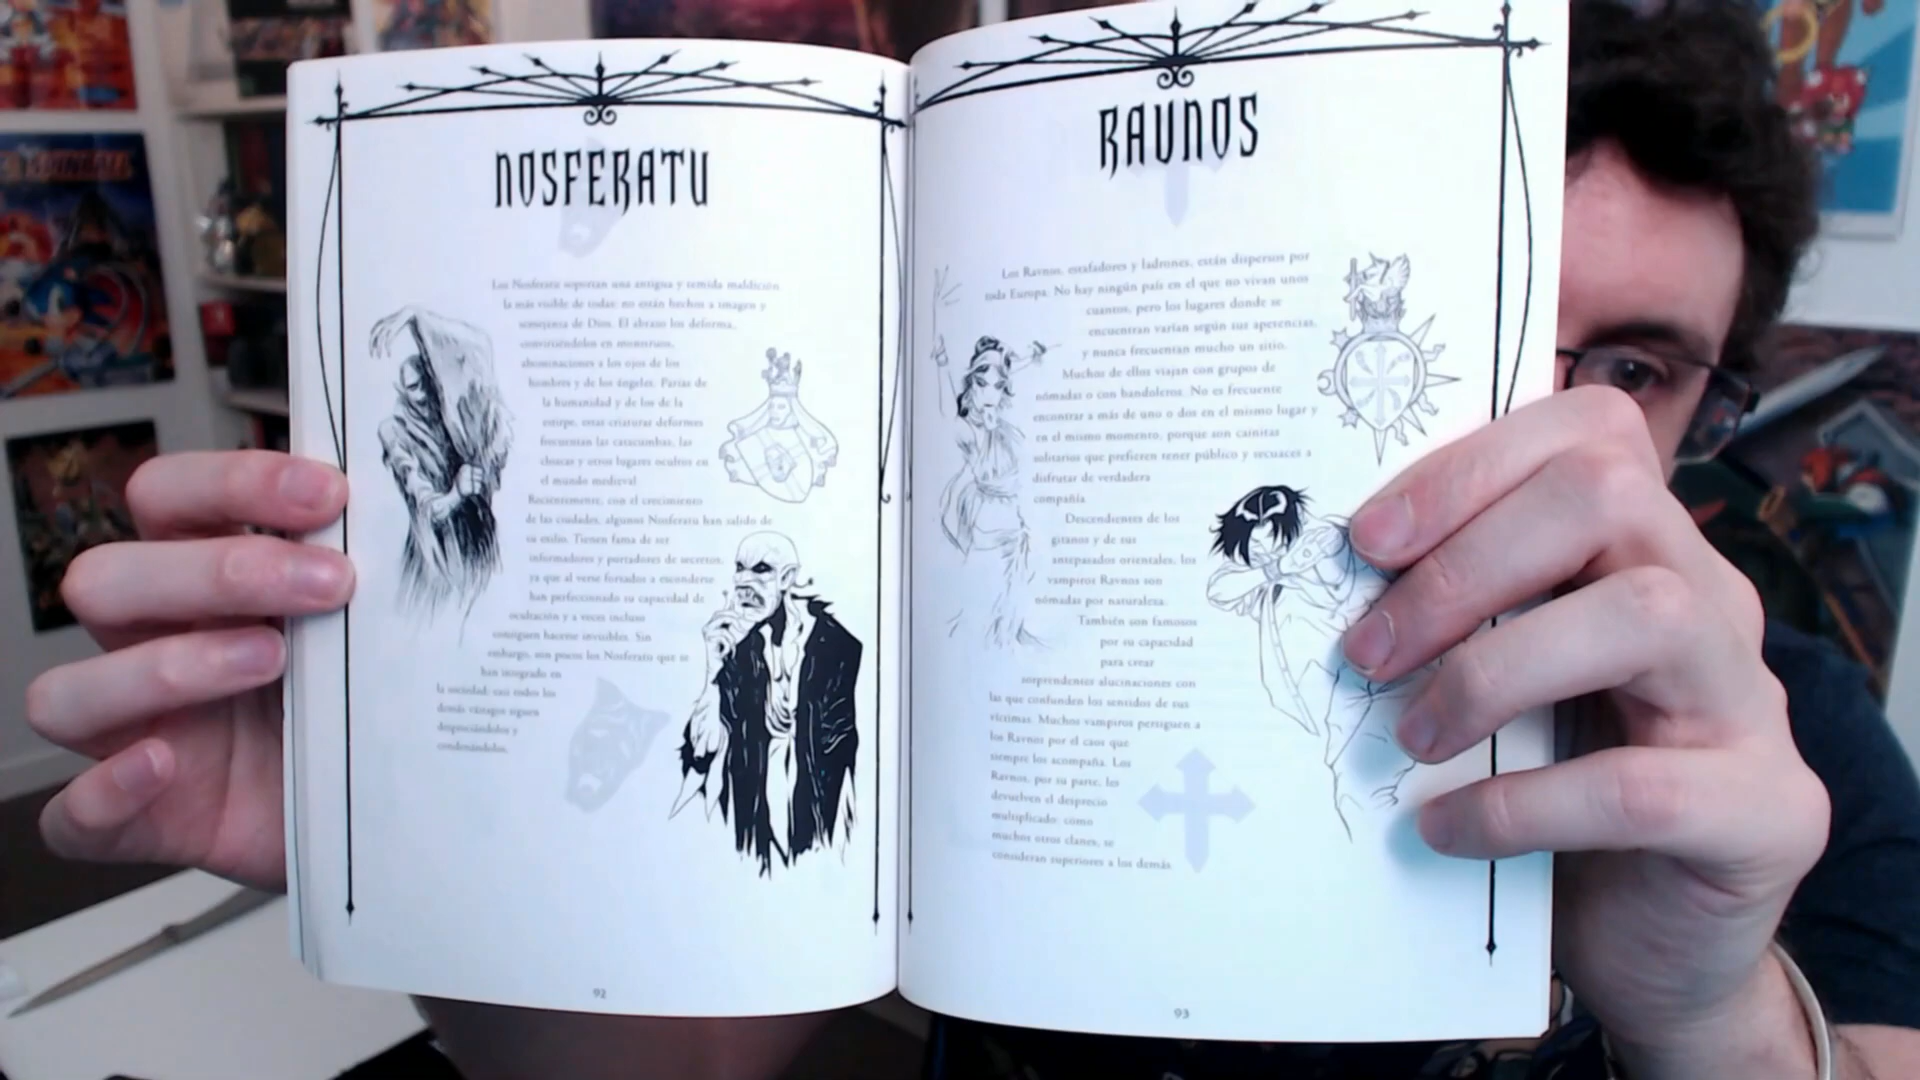 NOSFERATU
Los Nosferatu soportan una antigua y temida maldición,
la más visible de todas: no están hechos a imagen y
semejanza de Dios. El abrazo los deforma,
convirtiéndolos en monstruos,
abominaciones a los ojos de los
hombres y de los ángeles. Parias de
la humanidad y de los de la
estirpe, estas criaturas deformes
frecuentan las catacumbas, las
cloacas y otros lugares ocultos en
el mundo medieval.
Recientemente, con el crecimiento
de las ciudades, algunos Nosferatu han salido de
su exilio. Tienen fama de ser
informadores y portadores de secretos,
ya que al verse forzados a esconderse
han perfeccionado su capacidad de
ocultación y a veces incluso
consiguen hacerse invisibles. Sin
embargo, son pocos los Nosferatu que se
han integrado en
la sociedad; casi todos los
demás vástagos siguen
despreciándolos y
condenándolos.
92
RAVNOS
Los Ravnos, estafadores y ladrones, están dispersos por
toda Europa. No hay ningún país en el que no vivan unos
cuantos, pero los lugares donde se
encuentran varían según sus apetencias,
y nunca frecuentan mucho un sitio.
Muchos de ellos viajan con grupos de
nómadas o con bandoleros. No es frecuente
encontrar a más de uno o dos en el mismo lugar y
en el mismo momento, porque son cainitas
solitarios que prefieren tener público y secuaces a
disfrutar de verdadera
compañía.
Descendientes de los
gitanos y de sus
antepasados orientales, los
vampiros Ravnos son
nómadas por naturaleza.
También son famosos
por su capacidad
para crear
sorprendentes alucinaciones con
las que confunden los sentidos de sus
víctimas. Muchos vampiros persiguen a
los Ravnos por el caos que
siempre los acompaña. Los
Ravnos, por su parte, les
devuelven el desprecio
multiplicado: como
muchos otros clanes, se
consideran superiores a los demás.
93